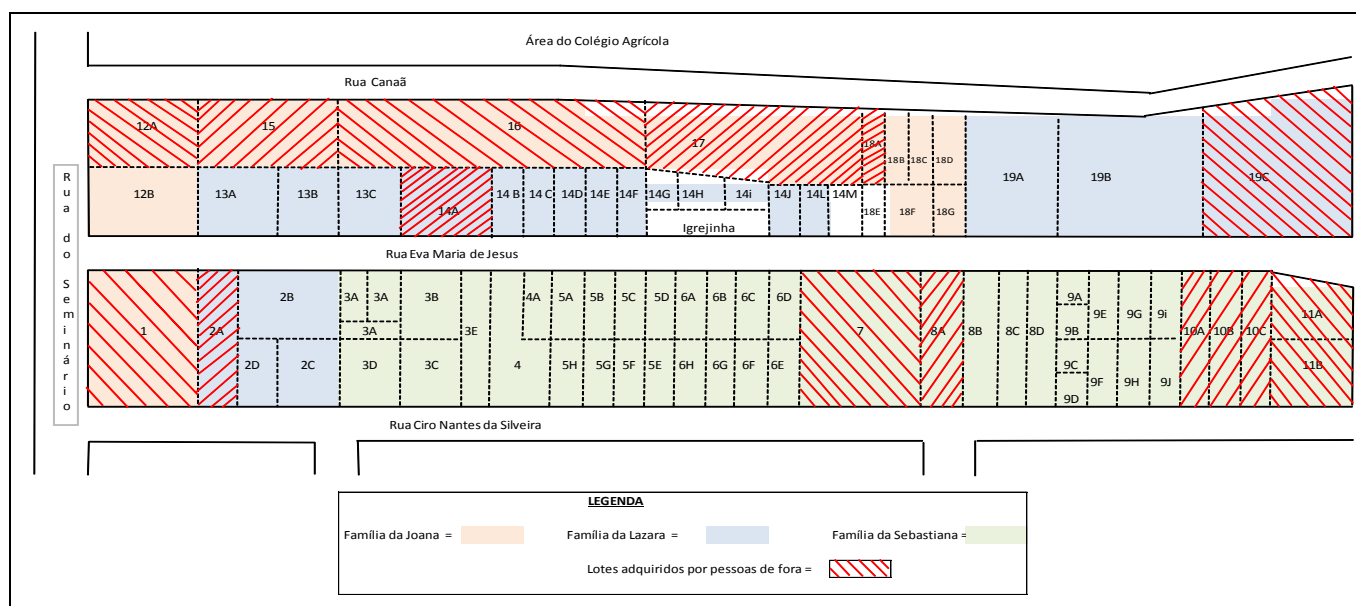 Área do Colégio Agrícola
Rua Canaã
12A 15 16 17 18A 18B 18C 18D 19A 19B 19C
12B 13A 13B 13C 14A 14 B 14 C 14D 14E 14F 14G 14H 14i 14J 14L 14M 18E 18F 18G
Igrejinha
Rua do Seminário
Rua Eva Maria de Jesus
1 2A 2B 3A 3A 3B 3E 4A 5A 5B 5C 5D 6A 6B 6C 6D 7 8A 8B 8C 8D 9A 9B 9E 9G 9i 10A 10B 10C 11A
3A
2D 2C 3D 3C 4 5H 5G 5F 5E 6H 6G 6F 6E 9C 9D 9F 9H 9J 11B
Rua Ciro Nantes da Silveira
LEGENDA
Família da Joana =
Família da Lazara =
Família da Sebastiana =
Lotes adquiridos por pessoas de fora =